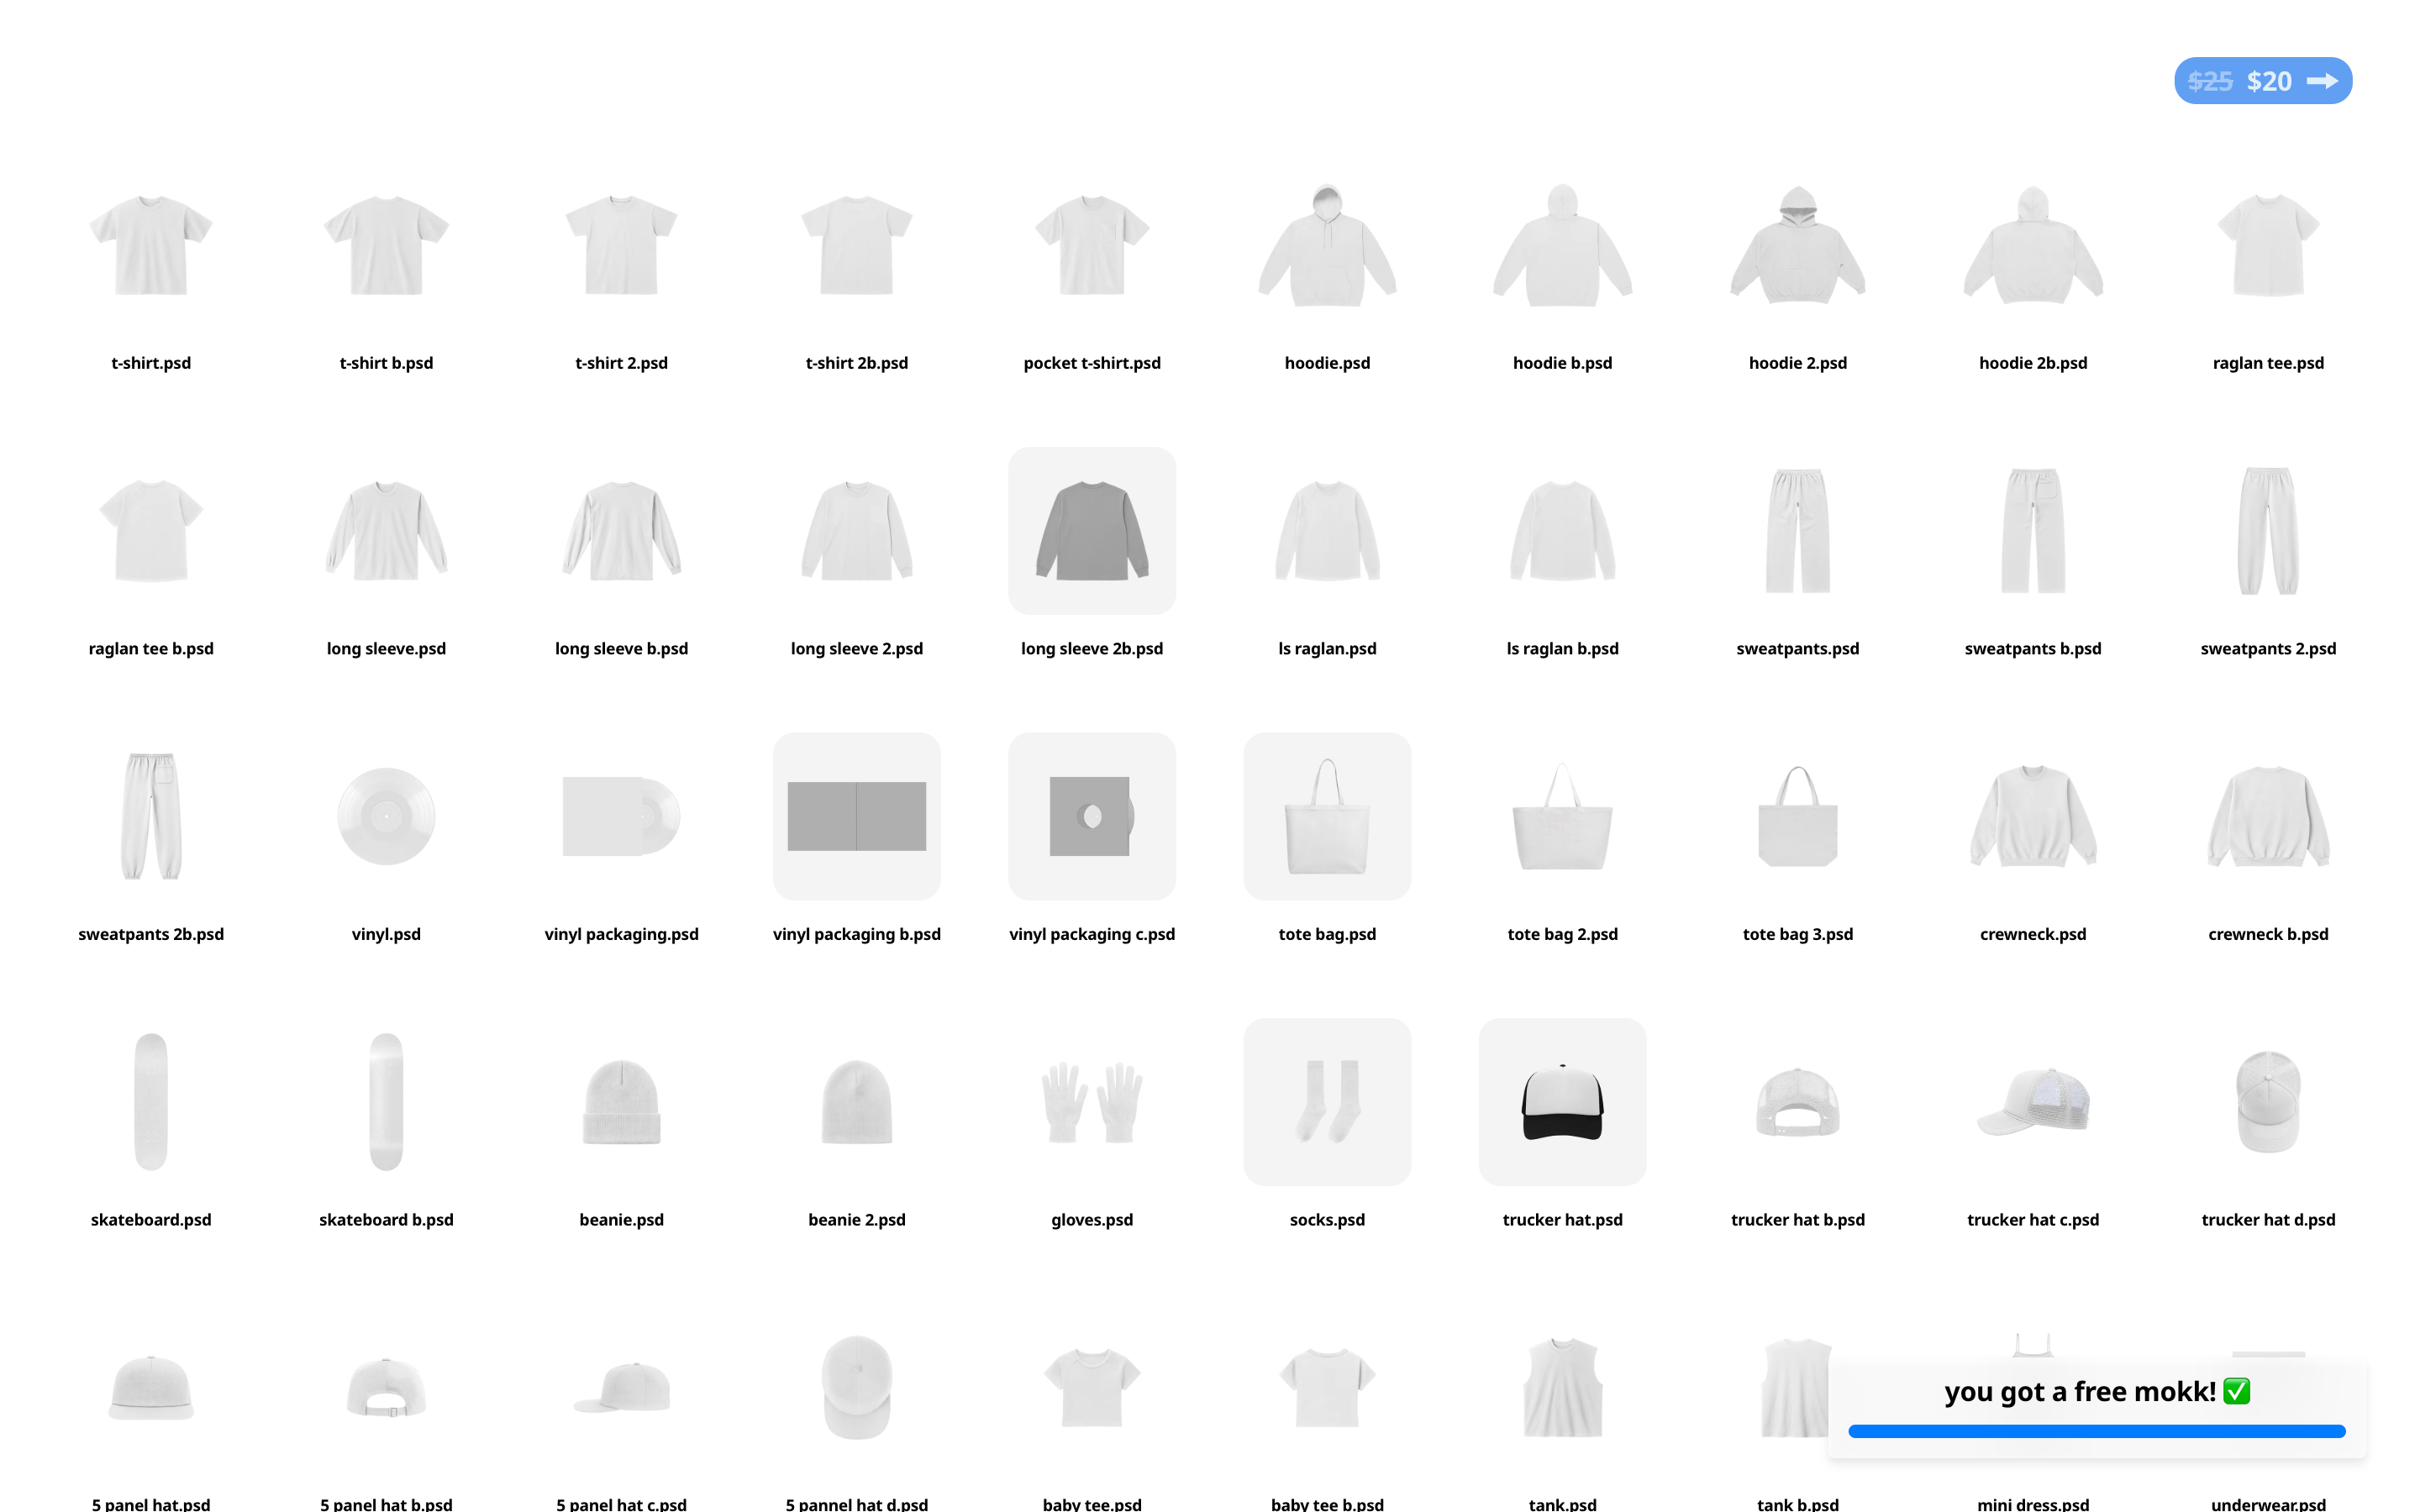 $25 $20
t-shirt.psd
t-shirt b.psd
t-shirt 2.psd
t-shirt 2b.psd
pocket t-shirt.psd
hoodie.psd
hoodie b.psd
hoodie 2.psd
hoodie 2b.psd
raglan tee.psd
raglan tee b.psd
long sleeve.psd
long sleeve b.psd
long sleeve 2.psd
long sleeve 2b.psd
ls raglan.psd
ls raglan b.psd
sweatpants.psd
sweatpants b.psd
sweatpants 2.psd
sweatpants 2b.psd
vinyl.psd
vinyl packaging.psd
vinyl packaging b.psd
vinyl packaging c.psd
tote bag.psd
tote bag 2.psd
tote bag 3.psd
crewneck.psd
crewneck b.psd
skateboard.psd
skateboard b.psd
beanie.psd
beanie 2.psd
gloves.psd
socks.psd
trucker hat.psd
trucker hat b.psd
trucker hat c.psd
trucker hat d.psd
you got a free mokk! ✅
5 panel hat.psd
5 panel hat b.psd
5 panel hat c.psd
5 pannel hat d.psd
baby tee.psd
baby tee b.psd
tank.psd
tank b.psd
mini dress.psd
underwear.psd